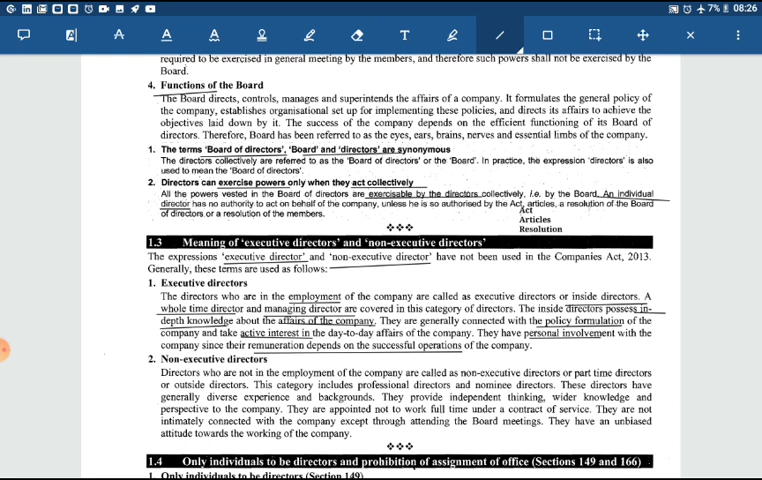 7% 08:26
T
required to be exercised in general meeting by the members, and therefore such powers shall not be exercised by the
Board.
4. Functions of the Board
The Board directs, controls, manages and superintends the affairs of a company. It formulates the general policy of
the company, establishes organisational set up for implementing these policies, and directs its affairs to achieve the
objectives laid down by it. The success of the company depends on the efficient functioning of its Board of
directors. Therefore, Board has been referred to as the eyes, ears, brains, nerves and essential limbs of the company.
1. The terms 'Board of directors', 'Board' and 'directors' are synonymous
The directors collectively are referred to as the 'Board of directors' or the 'Board'. In practice, the expression 'directors' is also
used to mean the 'Board of directors'.
2. Directors can exercise powers only when they act collectively
All the powers vested in the Board of directors are exercisable by the directors collectively, i.e. by the Board. An individual
director has no authority to act on behalf of the company, unless he is so authorised by the Act, articles, a resolution of the Board
of directors or a resolution of the members.
Act
Articles
Resolution
1.3 Meaning of 'executive directors' and 'non-executive directors'
The expressions 'executive director' and 'non-executive director' have not been used in the Companies Act, 2013.
Generally, these terms are used as follows:
1. Executive directors
The directors who are in the employment of the company are called as executive directors or inside directors. A
whole time director and managing director are covered in this category of directors. The inside directors possess in-
depth knowledge about the affairs of the company. They are generally connected with the policy formulation of the
company and take active interest in the day-to-day affairs of the company. They have personal involvement with the
company since their remuneration depends on the successful operations of the company.
2. Non-executive directors
Directors who are not in the employment of the company are called as non-executive directors or part time directors
or outside directors. This category includes professional directors and nominee directors. These directors have
generally diverse experience and backgrounds. They provide independent thinking, wider knowledge and
perspective to the company. They are appointed not to work full time under a contract of service. They are not
intimately connected with the company except through attending the Board meetings. They have an unbiased
attitude towards the working of the company.
1.4 Only individuals to be directors and prohibition of assignment of office (Sections 149 and 166)
1. Only individuals to be directors (Section 149)